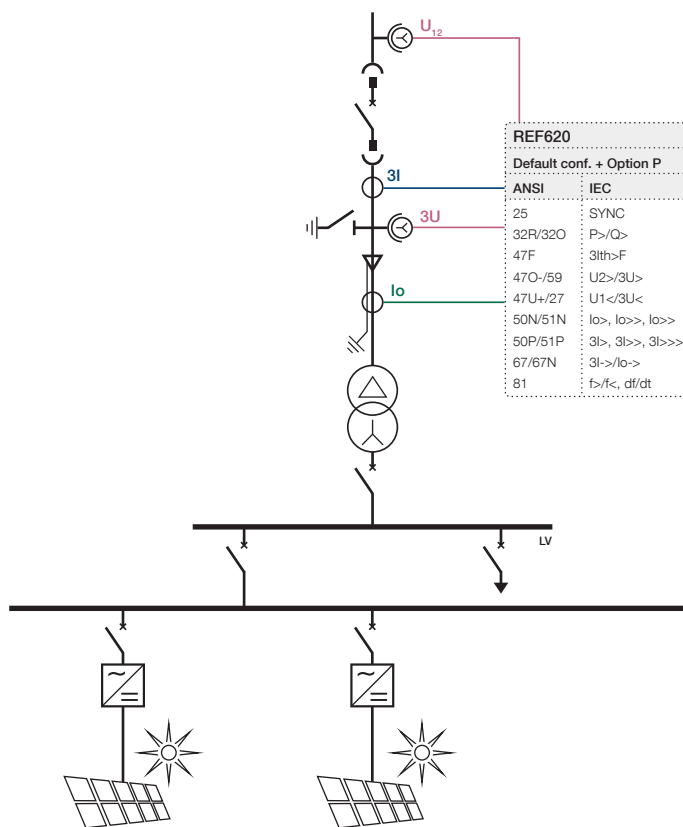 U12
REF620
Default conf. + Option P
ANSI IEC
3I
25 SYNC
3U
32R/32O P>/Q>
47F 3Ith>F
47O-/59 U2>/3U>
47U+/27 U1</3U<
Io
50N/51N Io>, Io>>, Io>>
50P/51P 3I>, 3I>>, 3I>>>
67/67N 3I->/Io->
81 f>/f<, df/dt
LV